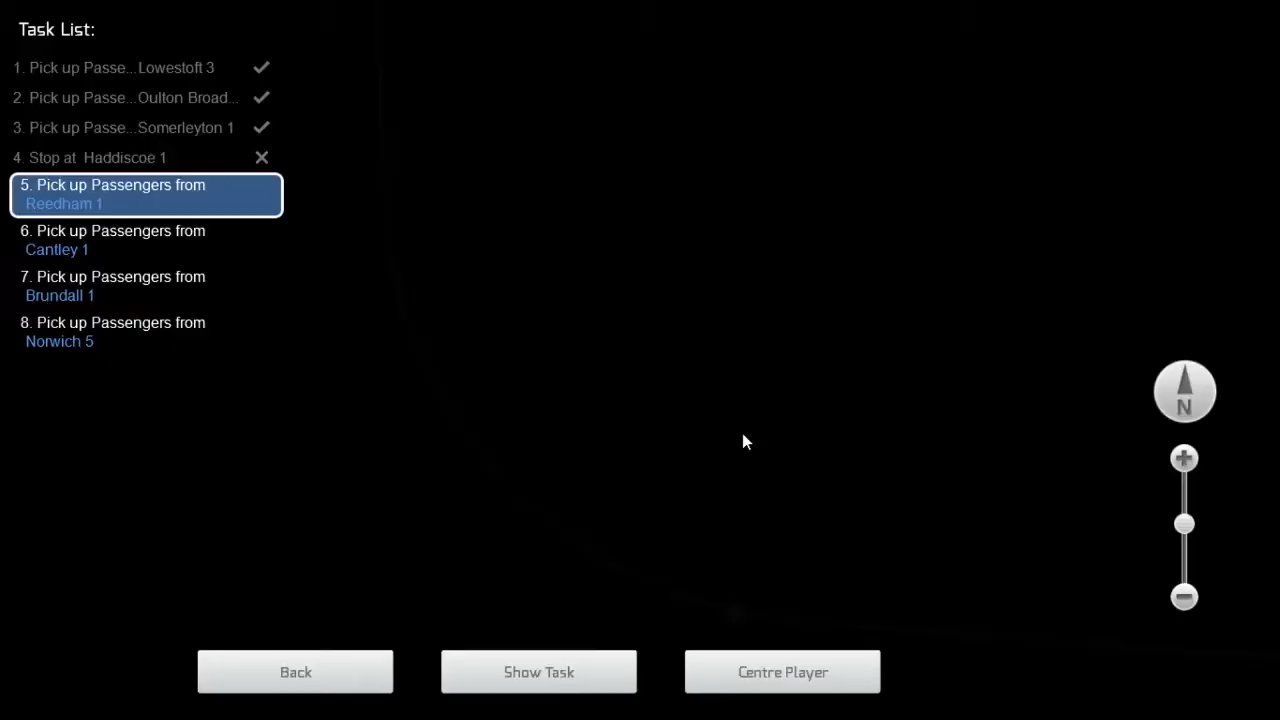 Task List:
1. Pick up Passe...Lowestoft 3
2. Pick up Passe...Oulton Broad...
3. Pick up Passe...Somerleyton 1
4. Stop at Haddiscoe 1
5. Pick up Passengers from
Reedham 1
6. Pick up Passengers from
Cantley 1
7. Pick up Passengers from
Brundall 1
8. Pick up Passengers from
Norwich 5
N
Back
Show Task
Centre Player